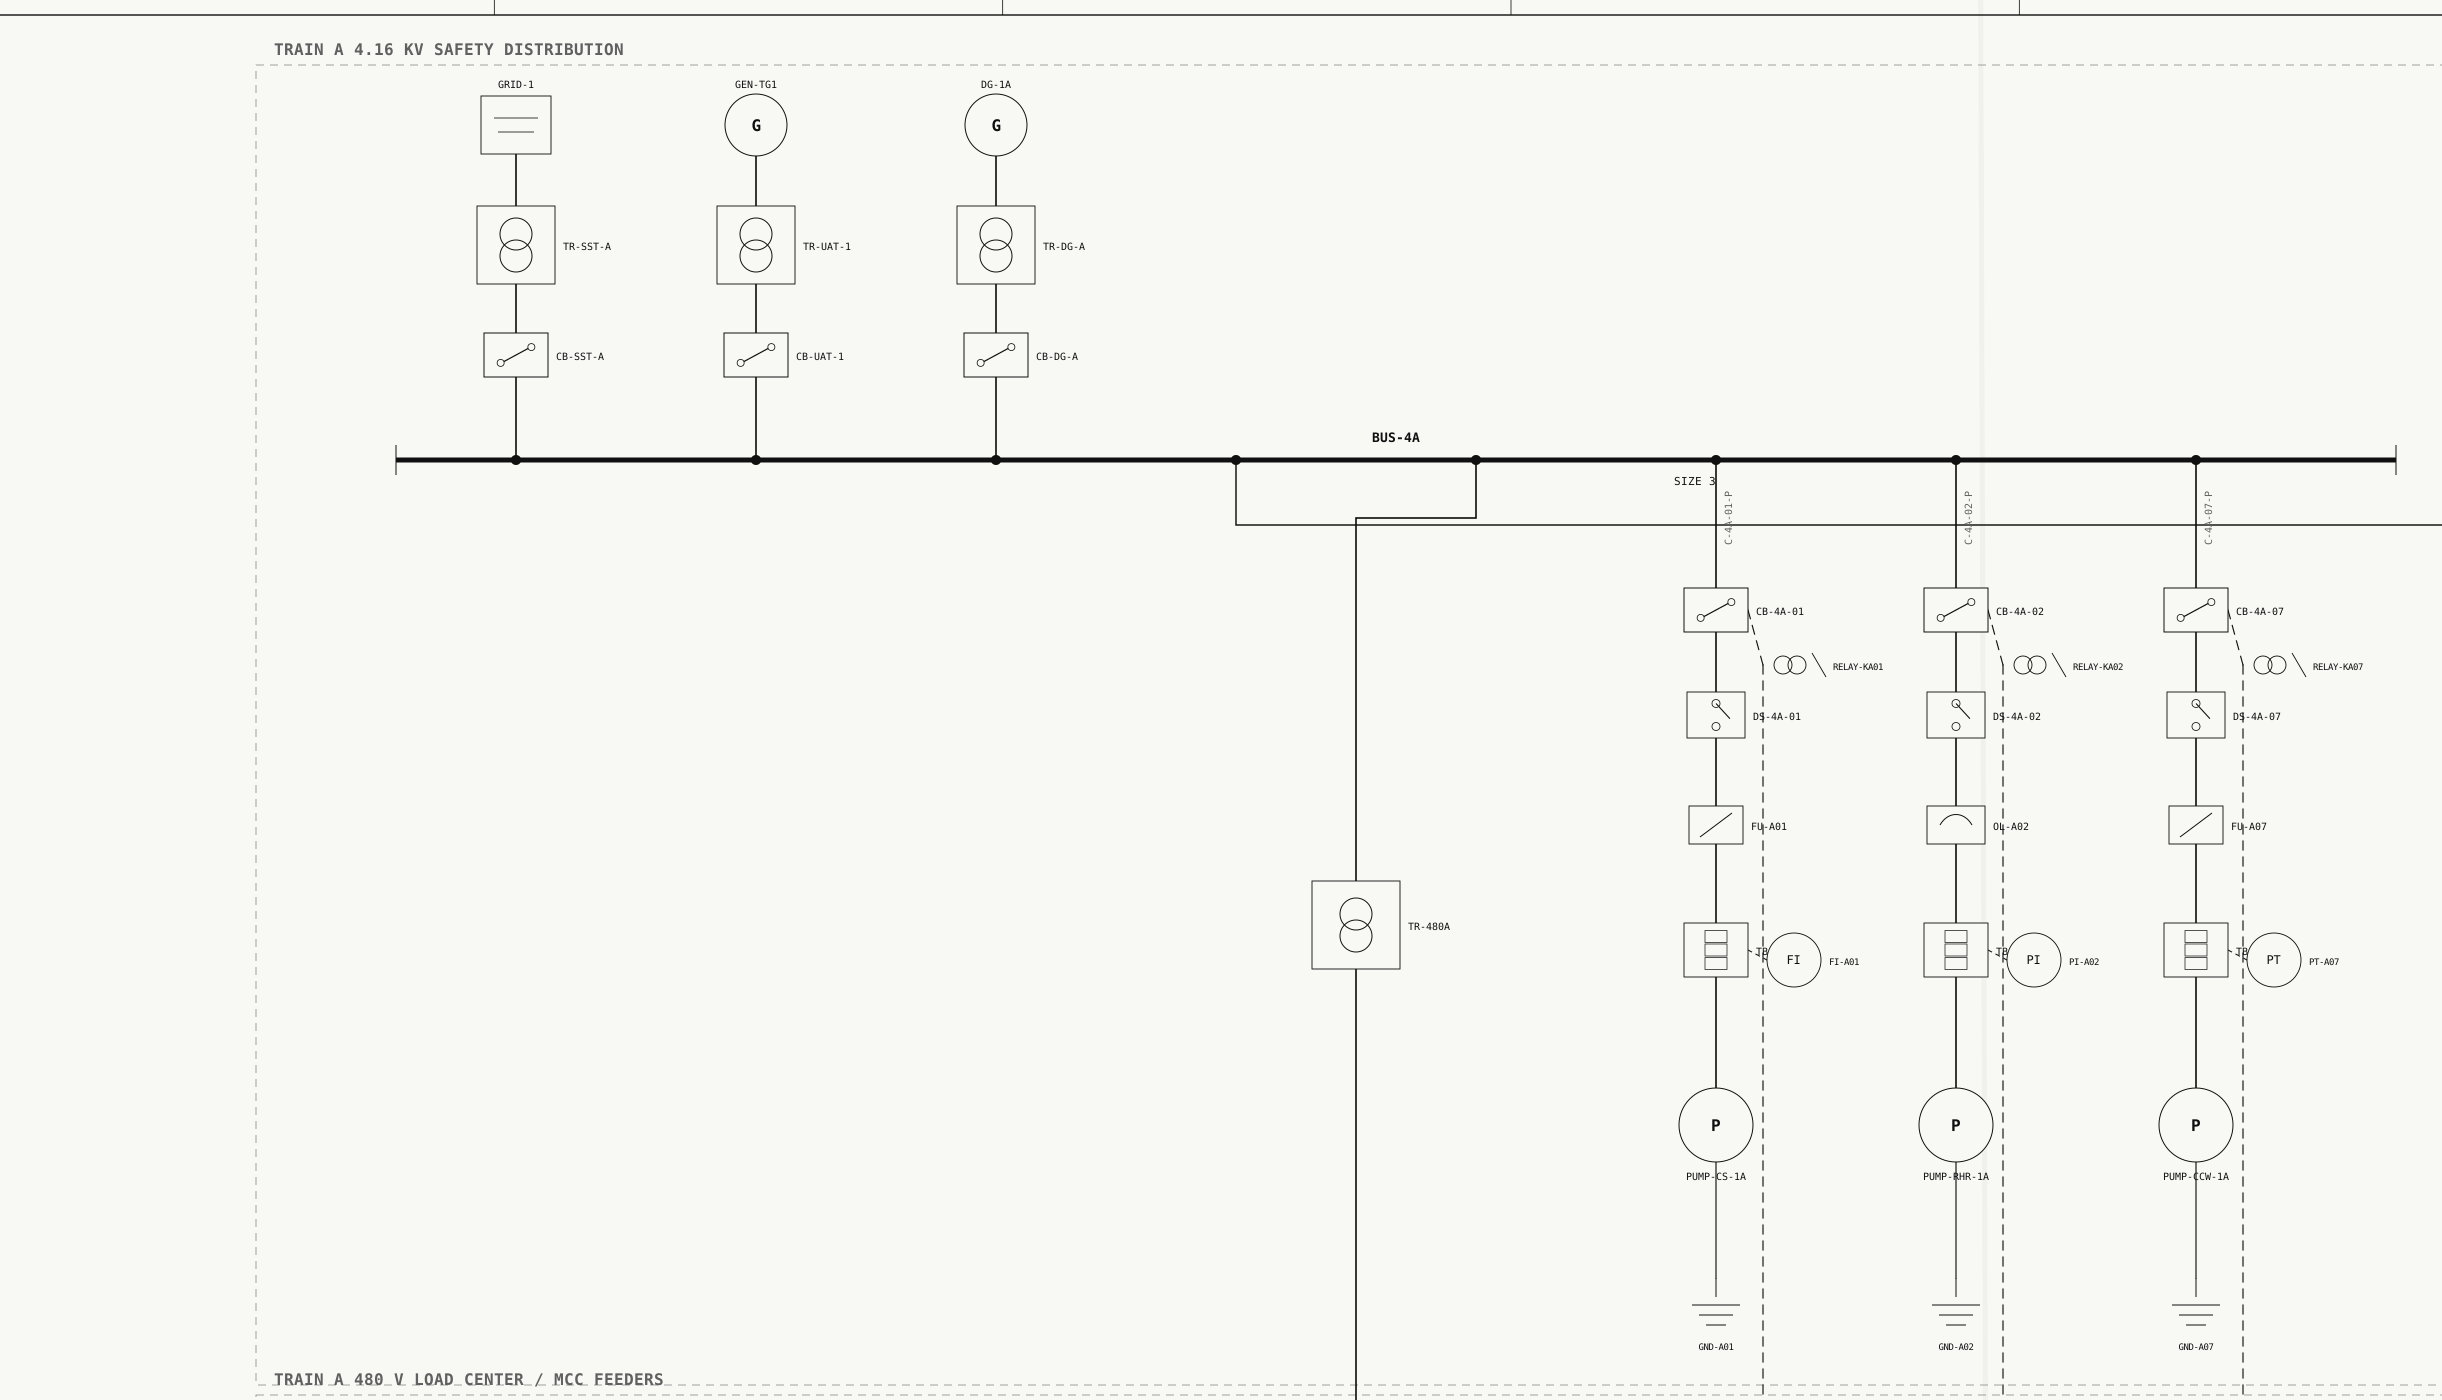 TRAIN A 4.16 KV SAFETY DISTRIBUTION
GRID-1
GEN-TG1
DG-1A
G
G
TR-SST-A
TR-UAT-1
TR-DG-A
CB-SST-A
CB-UAT-1
CB-DG-A
BUS-4A
SIZE 3
C-4A-01-P
C-4A-02-P
C-4A-07-P
CB-4A-01
CB-4A-02
CB-4A-07
RELAY-KA01
RELAY-KA02
RELAY-KA07
DS-4A-01
DS-4A-02
DS-4A-07
FU-A01
OL-A02
FU-A07
TR-480A
FI
FI-A01
PI
PI-A02
PT
PT-A07
P
P
P
PUMP-CS-1A
PUMP-RHR-1A
PUMP-CCW-1A
GND-A01
GND-A02
GND-A07
TRAIN A 480 V LOAD CENTER / MCC FEEDERS